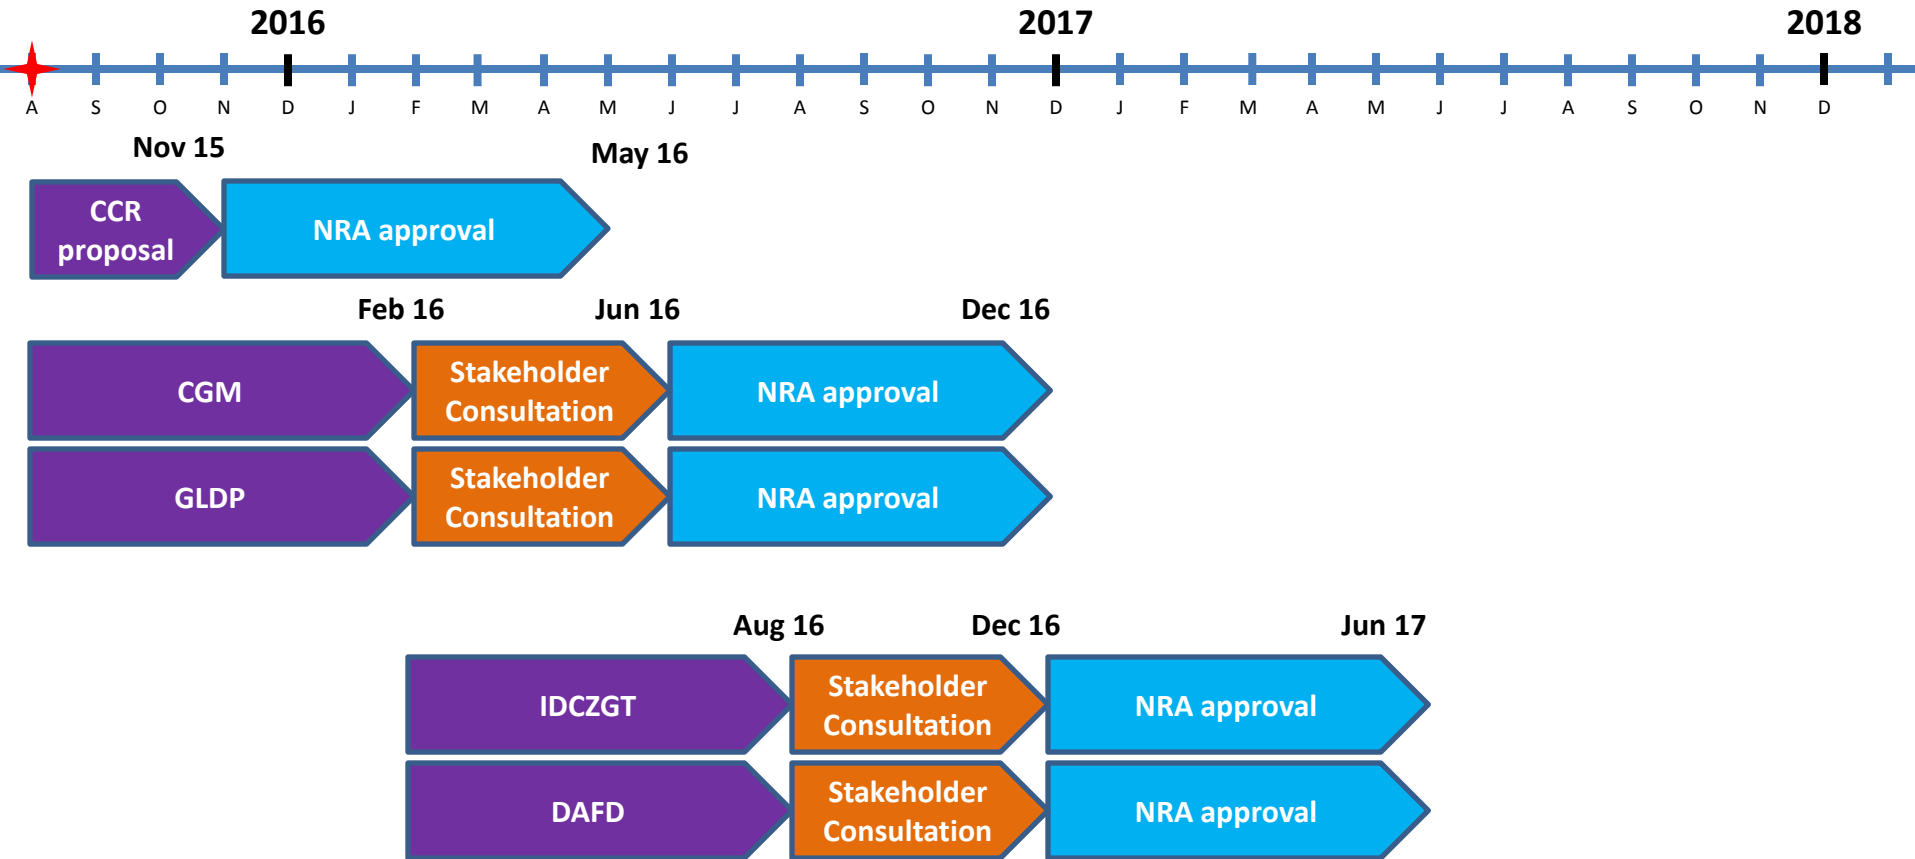 2016 2017 2018
A S O N D J F M A M J J A S O N D J F M A M J J A S O N D
Nov 15 May 16
CCR
proposal
NRA approval
Feb 16 Jun 16 Dec 16
CGM
Stakeholder
Consultation
NRA approval
GLDP
Stakeholder
Consultation
NRA approval
Aug 16 Dec 16 Jun 17
IDCZGT
Stakeholder
Consultation
NRA approval
DAFD
Stakeholder
Consultation
NRA approval